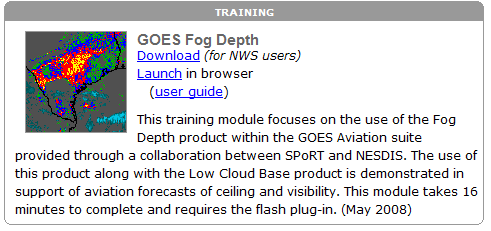 TRAINING
GOES Fog Depth
Download (for NWS users)
Launch in browser
(user guide)
This training module focuses on the use of the Fog
Depth product within the GOES Aviation suite
provided through a collaboration between SPoRT and NESDIS. The use of
this product along with the Low Cloud Base product is demonstrated in
support of aviation forecasts of ceiling and visibility. This module takes 16
minutes to complete and requires the flash plug-in. (May 2008)